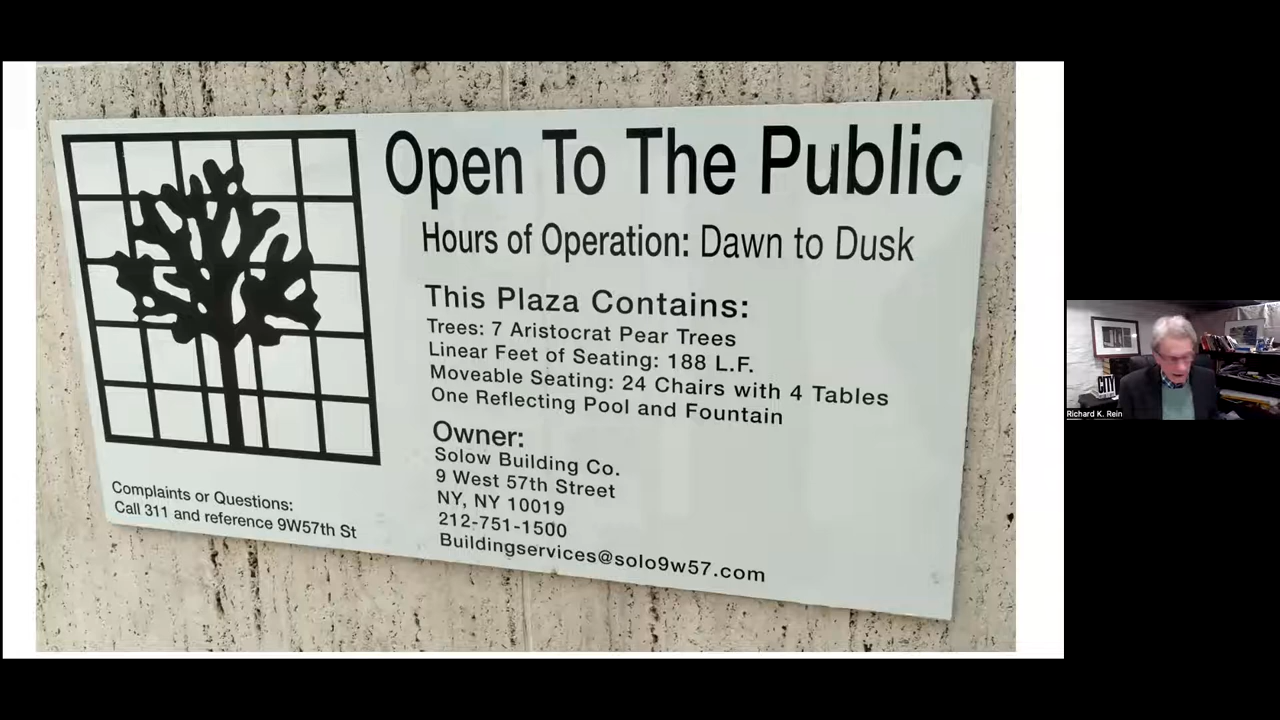 Open To The Public
Hours of Operation: Dawn to Dusk
This Plaza Contains:
Trees: 7 Aristocrat Pear Trees
Linear Feet of Seating: 188 L.F.
Moveable Seating: 24 Chairs with 4 Tables
One Reflecting Pool and Fountain
Owner:
Solow Building Co.
9 West 57th Street
NY, NY 10019
212-751-1500
Buildingservices@solo9w57.com
Complaints or Questions:
Call 311 and reference 9W57th St
CITY
Richard K. Rein